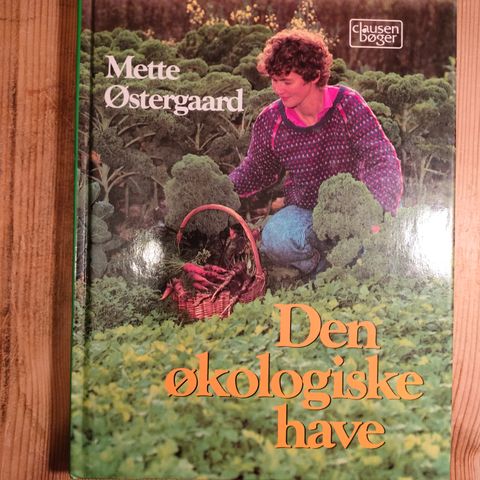 clausen
bøger
Mette
Østergaard
Den
økologiske
have